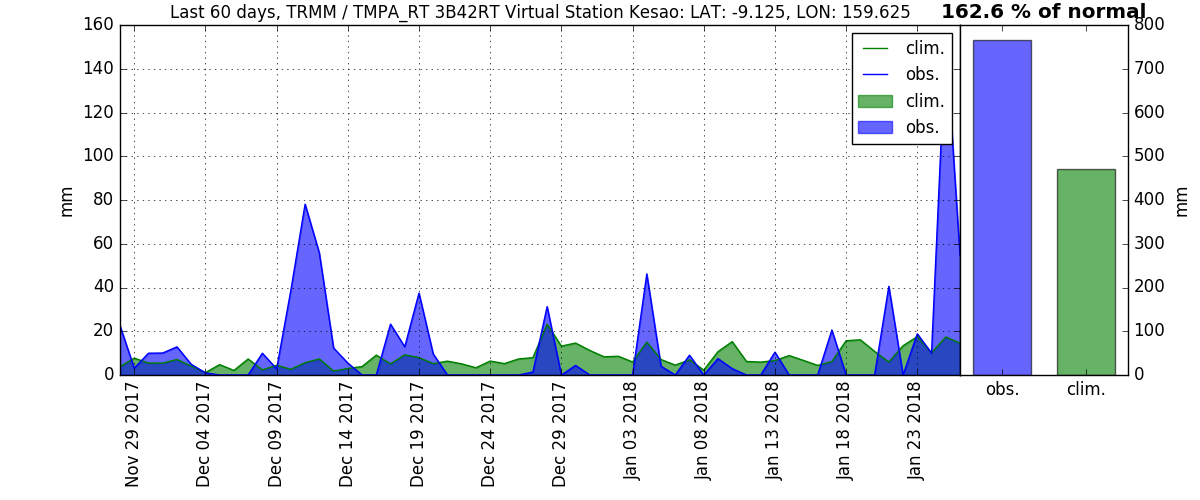 Last 60 days, TRMM / TMPA_RT 3B42RT Virtual Station Kesao: LAT: -9.125, LON: 159.625
162.6 % of normal
160
140
120
100
80
60
40
20
0
mm
clim.
obs.
clim.
obs.
800
700
600
500
400
300
200
100
0
mm
Nov 29 2017
Dec 04 2017
Dec 09 2017
Dec 14 2017
Dec 19 2017
Dec 24 2017
Dec 29 2017
Jan 03 2018
Jan 08 2018
Jan 13 2018
Jan 18 2018
Jan 23 2018
obs.
clim.